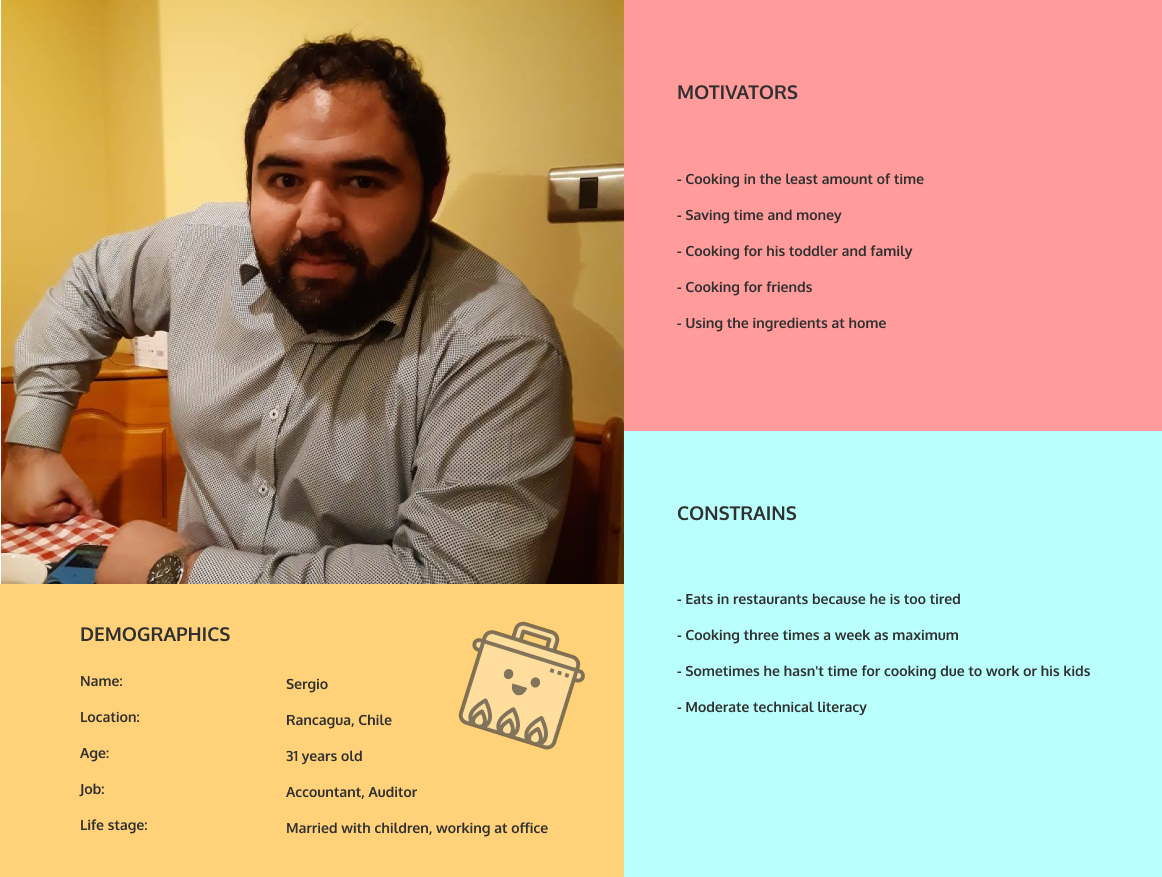 MOTIVATORS
- Cooking in the least amount of time
- Saving time and money
- Cooking for his toddler and family
- Cooking for friends
- Using the ingredients at home
CONSTRAINS
- Eats in restaurants because he is too tired
- Cooking three times a week as maximum
- Sometimes he hasn't time for cooking due to work or his kids
- Moderate technical literacy
DEMOGRAPHICS
Name: Sergio
Location: Rancagua, Chile
Age: 31 years old
Job: Accountant, Auditor
Life stage: Married with children, working at office